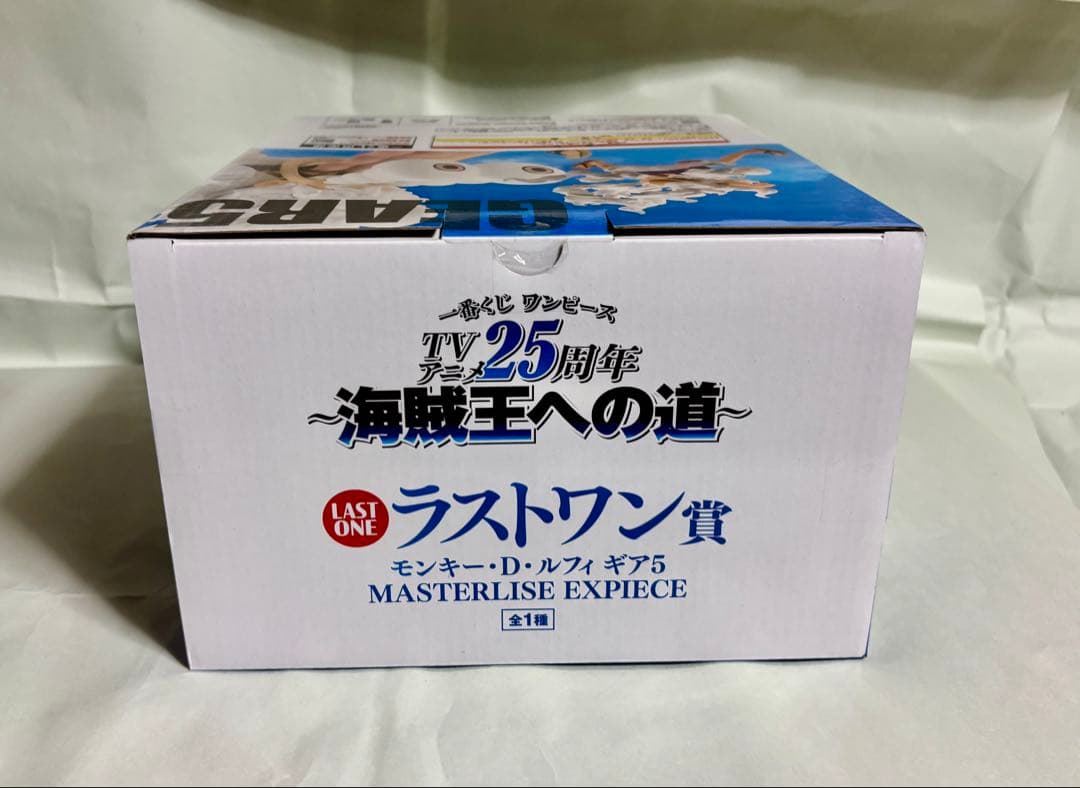 GEAR5
一番くじ ワンピース
TV
アニメ25周年
~海賊王への道~
LAST
ONE
ラストワン賞
モンキー・D・ルフィ ギア5
MASTERLISE EXPIECE
全1種